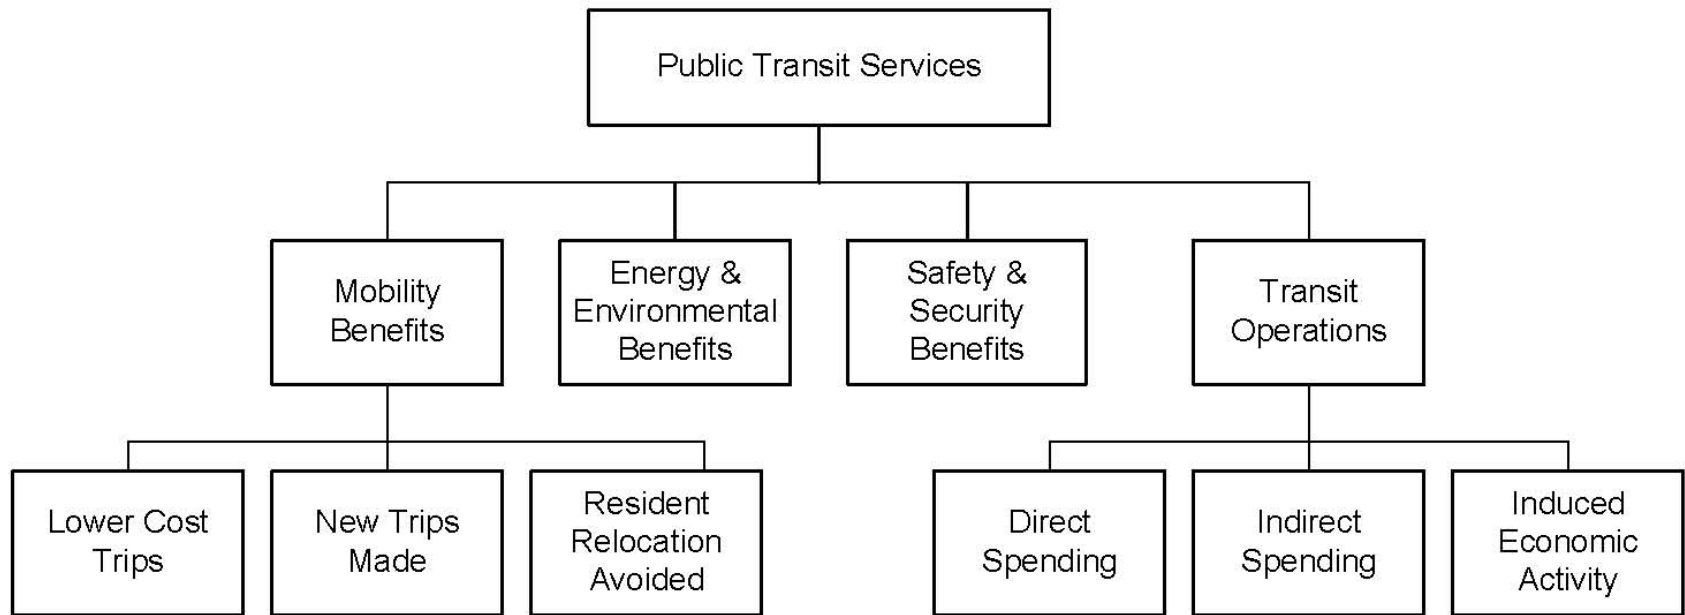 Public Transit Services
Mobility
Benefits
Energy &
Environmental
Benefits
Safety &
Security
Benefits
Transit
Operations
Lower Cost
Trips
New Trips
Made
Resident
Relocation
Avoided
Direct
Spending
Indirect
Spending
Induced
Economic
Activity